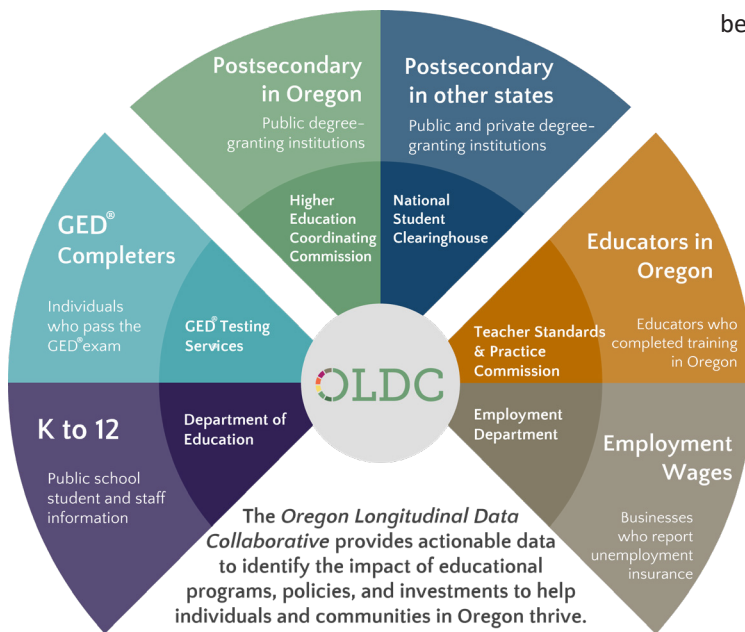 be
Postsecondary
in Oregon
Public degree-
granting institutions
Higher
Education
Coordinating
Commission
Postsecondary
in other states
Public and private degree-
granting institutions
National
Student
Clearinghouse
GED®
Completers
Individuals
who pass the
GED® exam
GED® Testing
Services
Educators in
Oregon
Educators who
completed training
in Oregon
Teacher Standards
& Practice
Commission
OLDC
K to 12
Public school
student and staff
information
Department of
Education
Employment
Department
Employment
Wages
Businesses
who report
unemployment
insurance
The Oregon Longitudinal Data
Collaborative provides actionable data
to identify the impact of educational
programs, policies, and investments to help
individuals and communities in Oregon thrive.